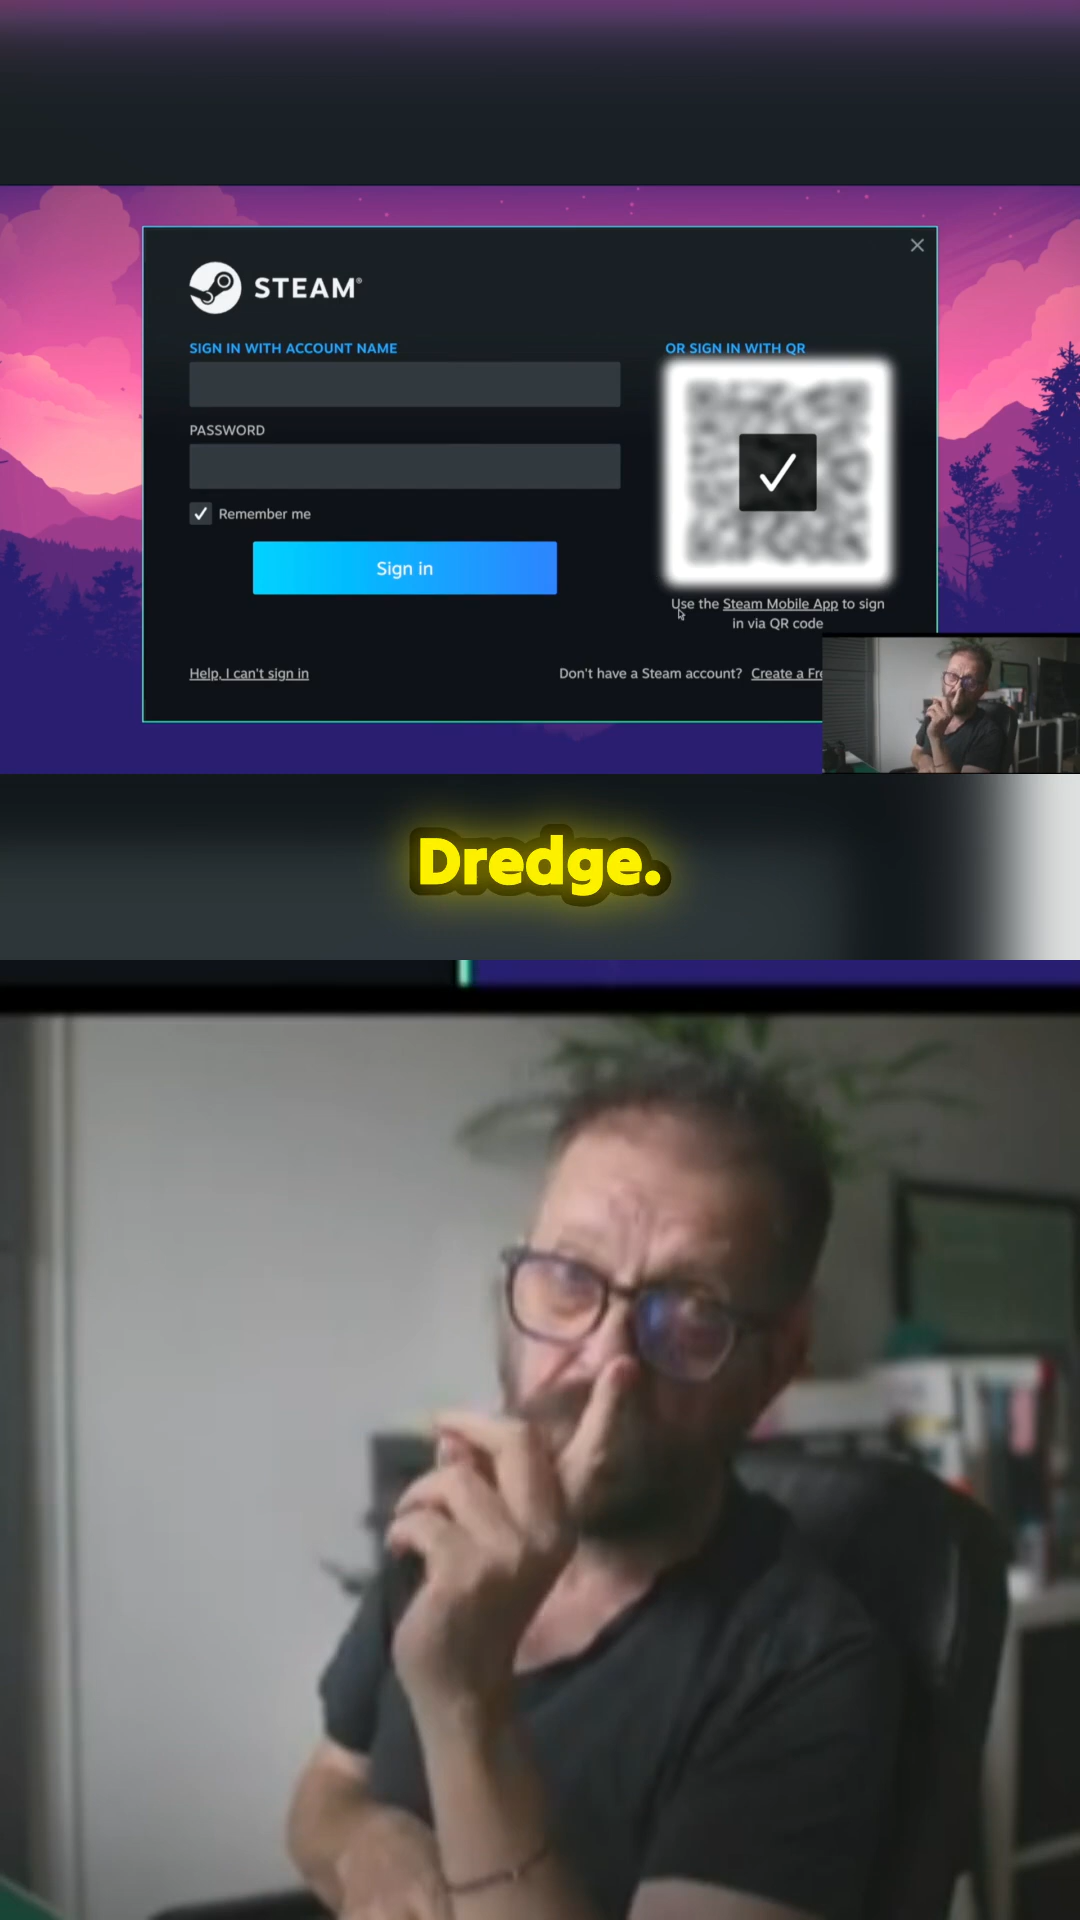 STEAM®
SIGN IN WITH ACCOUNT NAME
PASSWORD
Remember me
Sign in
Help, I can't sign in
OR SIGN IN WITH QR
Use the Steam Mobile App to sign
in via QR code
Don't have a Steam account? Create a
Dredge.